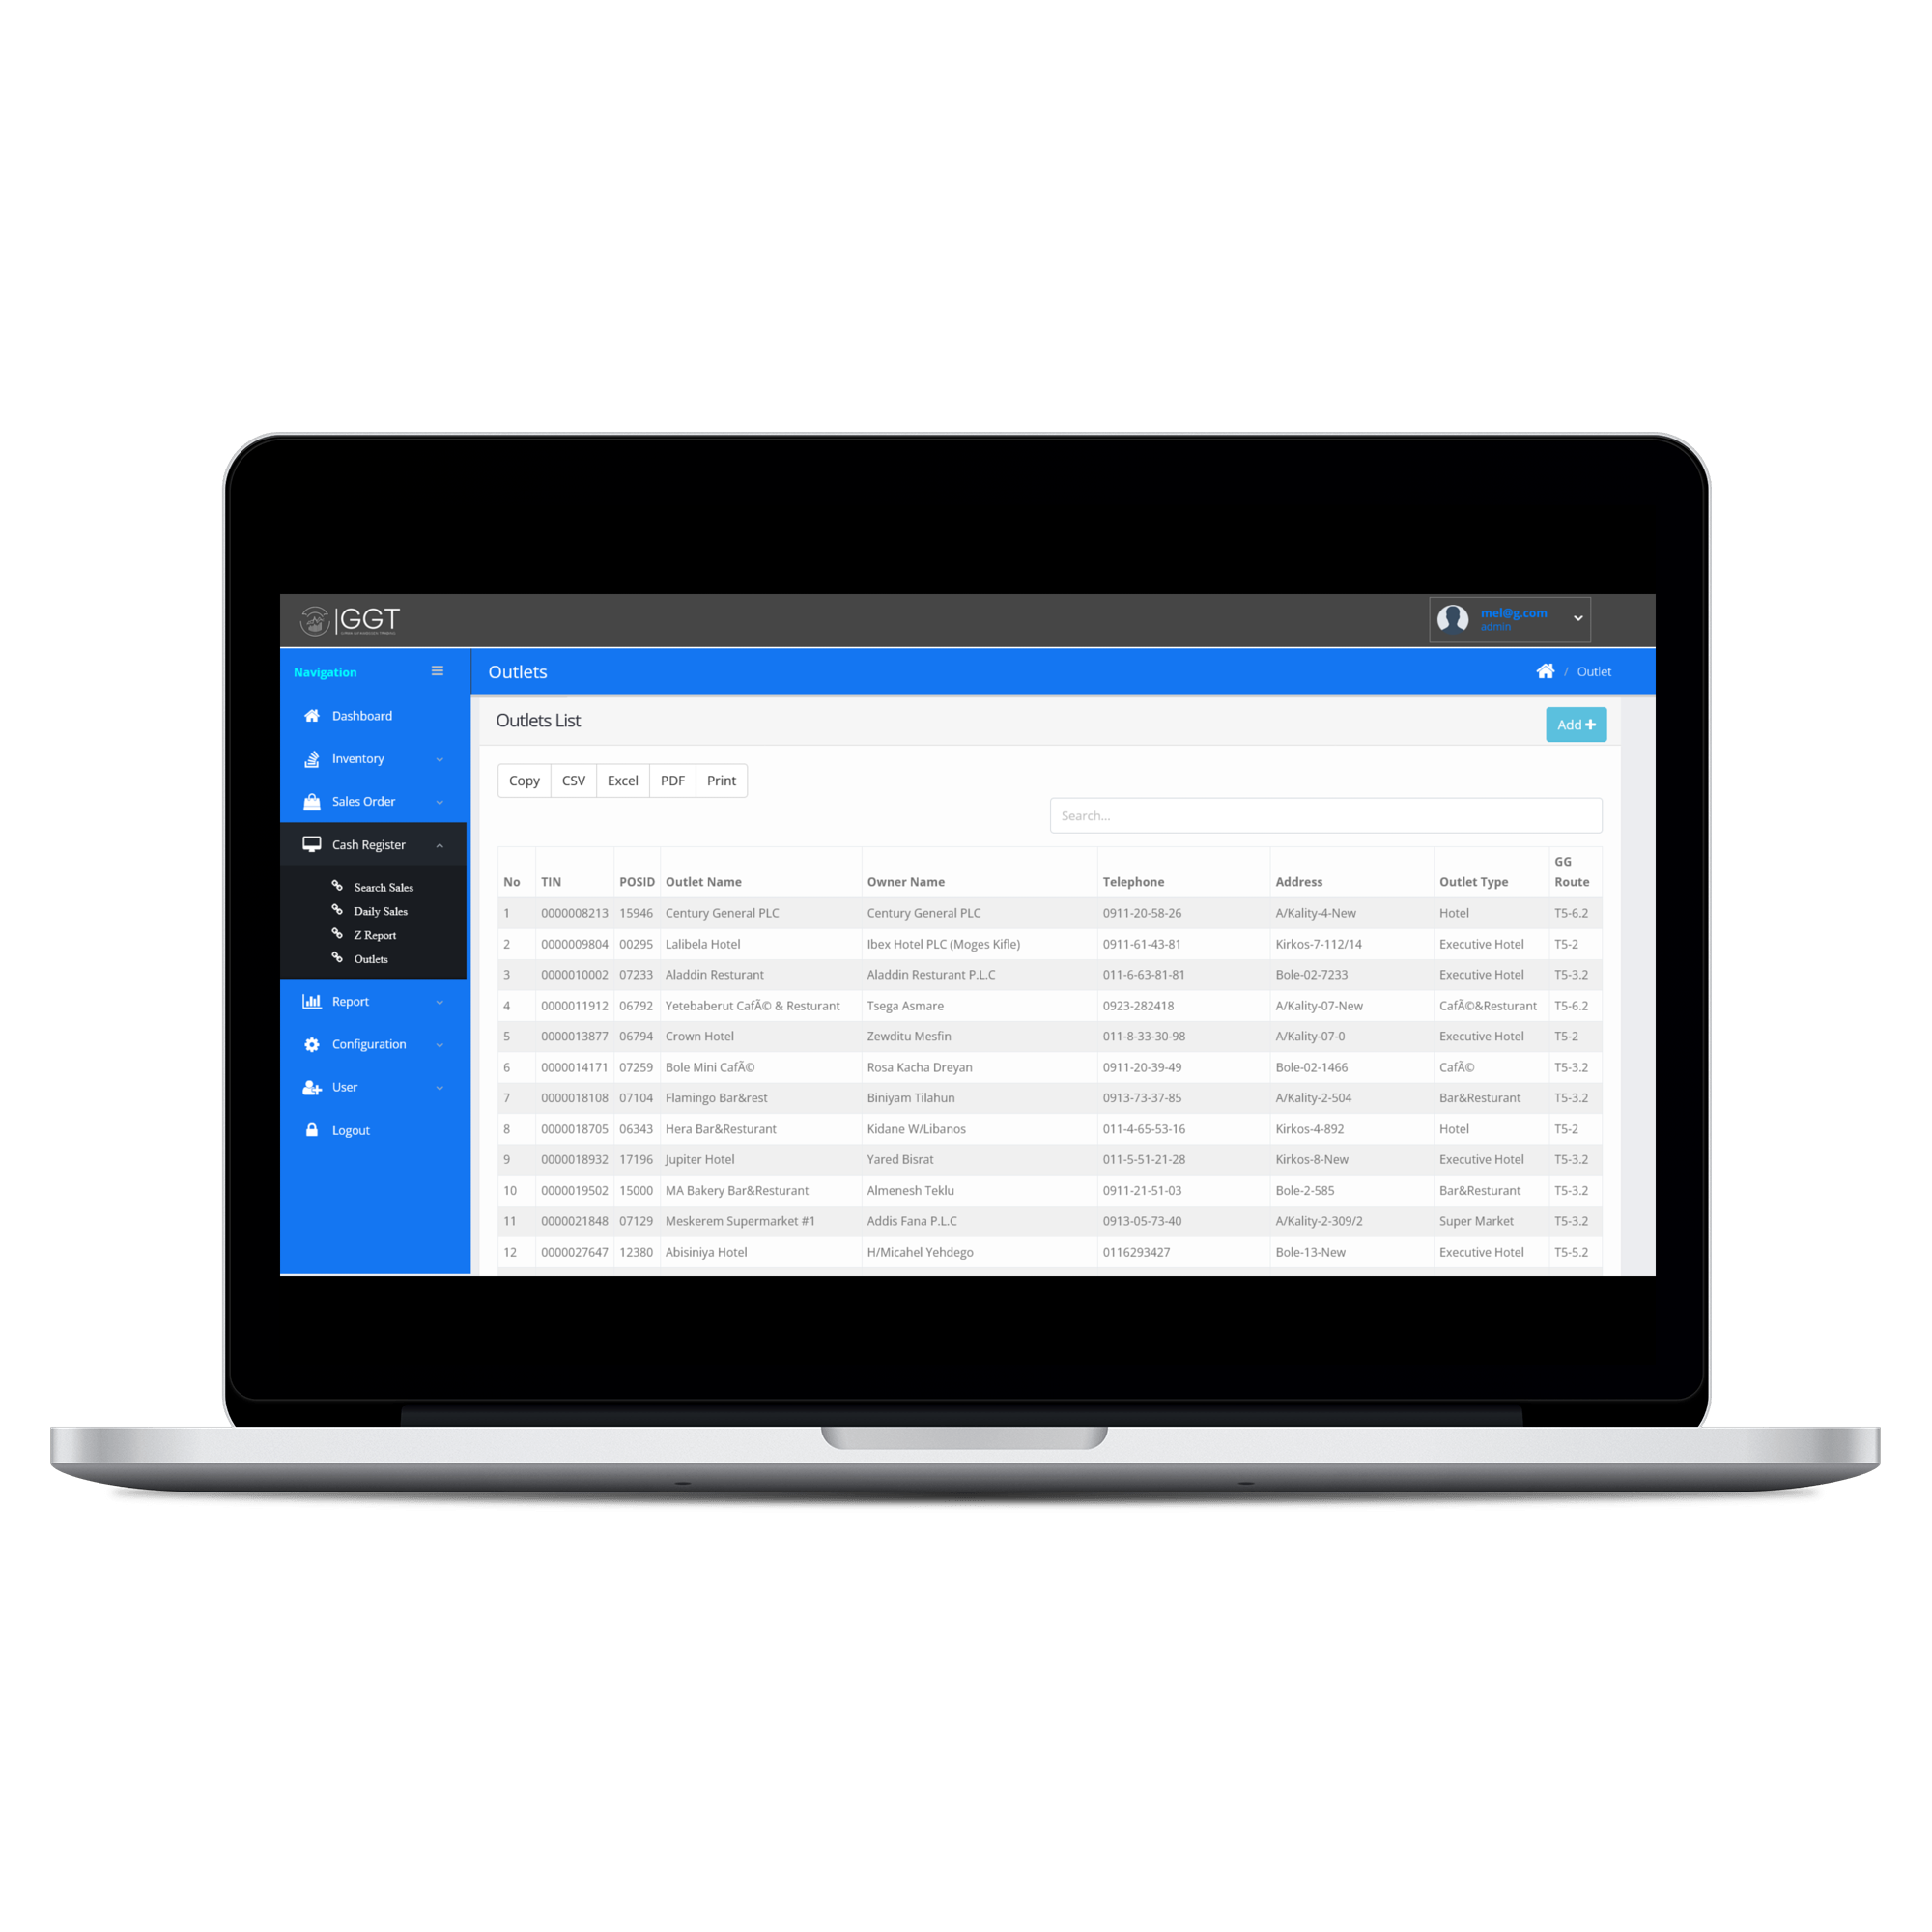 GGT
mel@g.com
admin
Navigation
Outlets
/ Outlet
Dashboard
Inventory
Sales Order
Cash Register
Search Sales
Daily Sales
Z Report
Outlets
Report
Configuration
User
Logout
Outlets List
Add
Copy CSV Excel PDF Print
Search...
No TIN POSID Outlet Name Owner Name Telephone Address Outlet Type GG Route
1 0000008213 15946 Century General PLC Century General PLC 0911-20-58-26 A/Kality-4-New Hotel T5-6.2
2 0000009804 00295 Lalibela Hotel Ibex Hotel PLC (Moges Kifle) 0911-61-43-81 Kirkos-7-112/14 Executive Hotel T5-2
3 0000010002 07233 Aladdin Resturant Aladdin Resturant P.L.C 011-6-63-81-81 Bole-02-7233 Executive Hotel T5-3.2
4 0000011912 06792 Yetebaberut CafÃ© & Resturant Tsega Asmare 0923-282418 A/Kality-07-New CafÃ©&Resturant T5-6.2
5 0000013877 06794 Crown Hotel Zewditu Mesfin 011-8-33-30-98 A/Kality-07-0 Executive Hotel T5-2
6 0000014171 07259 Bole Mini CafÃ© Rosa Kacha Dreyan 0911-20-39-49 Bole-02-1466 CafÃ© T5-3.2
7 0000018108 07104 Flamingo Bar&rest Biniyam Tilahun 0913-73-37-85 A/Kality-2-504 Bar&Resturant T5-3.2
8 0000018705 06343 Hera Bar&Resturant Kidane W/Libanos 011-4-65-53-16 Kirkos-4-892 Hotel T5-2
9 0000018932 17196 Jupiter Hotel Yared Bisrat 011-5-51-21-28 Kirkos-8-New Executive Hotel T5-3.2
10 0000019502 15000 MA Bakery Bar&Resturant Almenesh Teklu 0911-21-51-03 Bole-2-585 Bar&Resturant T5-3.2
11 0000021848 07129 Meskerem Supermarket #1 Addis Fana P.L.C 0913-05-73-40 A/Kality-2-309/2 Super Market T5-3.2
12 0000027647 12380 Abisiniya Hotel H/Micahel Yehdego 0116293427 Bole-13-New Executive Hotel T5-5.2